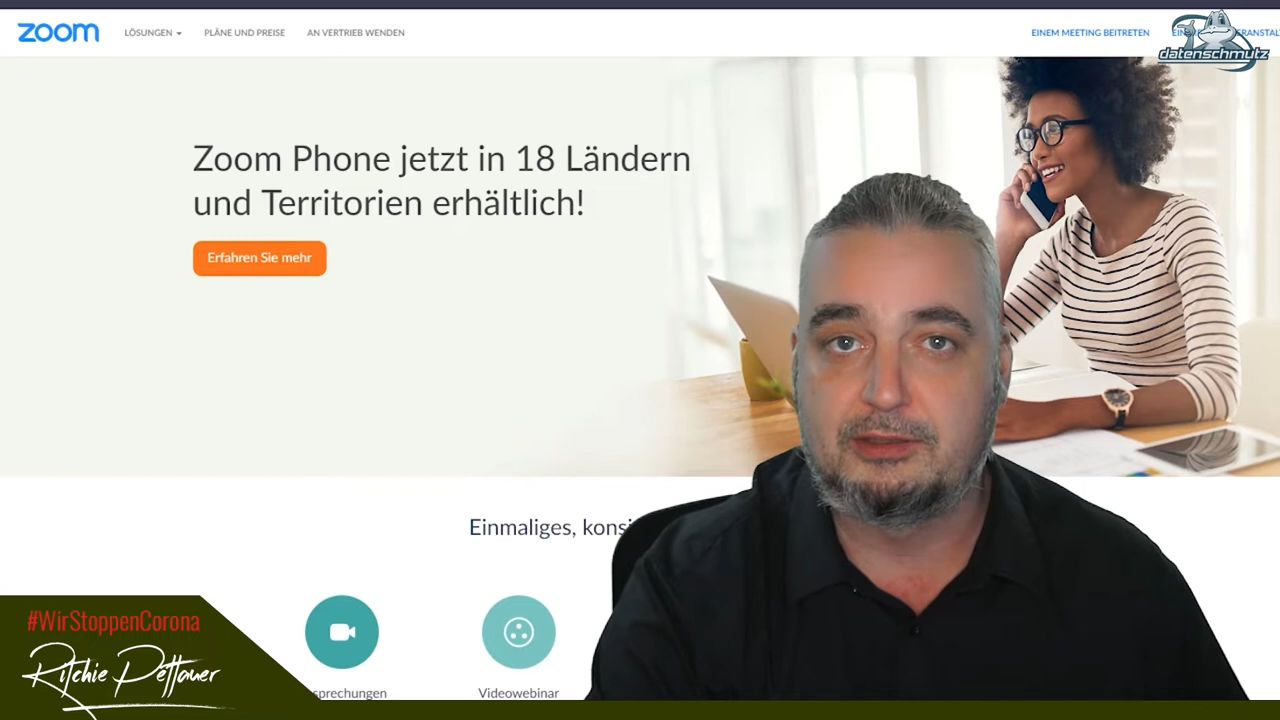 zoom
LÖSUNGEN
PLÄNE UND PREISE
AN VERTRIEB WENDEN
EINEM MEETING BEITRETEN
datenschmutz
Zoom Phone jetzt in 18 Ländern
und Territorien erhältlich!
Erfahren Sie mehr
Einmaliges,
#WirStoppenCorona
Ritchie Pettauer
sprechungen
Videowebinar